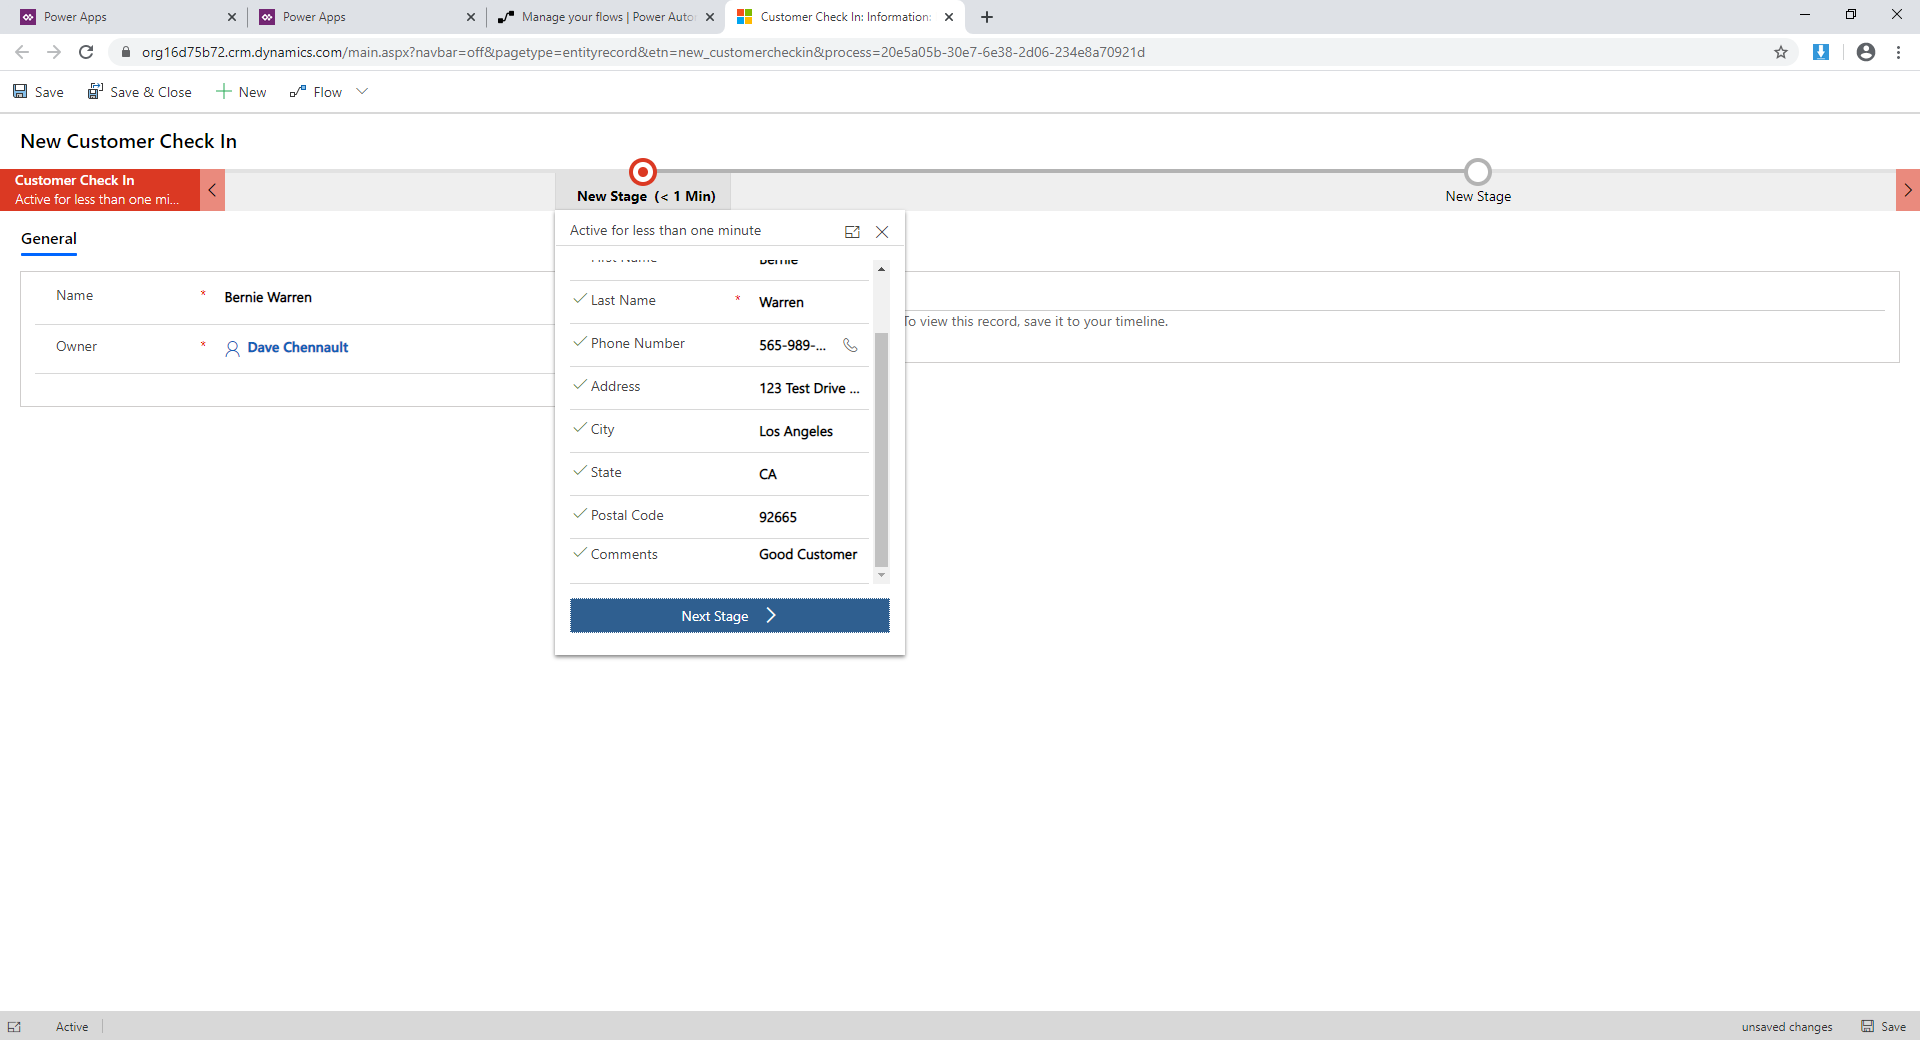 Power Apps
Power Apps
Manage your flows | Power Auto
Customer Check In: Information:
org16d75b72.crm.dynamics.com/main.aspx?navbar=off&pagetype=entityrecord&etn=new_customercheckin&process=20e5a05b-30e7-6e38-2d06-234e8a70921d
Save
Save & Close
New
Flow
New Customer Check In
Customer Check In
Active for less than one mi...
New Stage (< 1 Min)
New Stage
General
Name * Bernie Warren
Owner * Dave Chennault
Active for less than one minute
First Name Bernie
Last Name * Warren
Phone Number 565-989-...
Address 123 Test Drive ...
City Los Angeles
State CA
Postal Code 92665
Comments Good Customer
Next Stage
To view this record, save it to your timeline.
Active
unsaved changes
Save